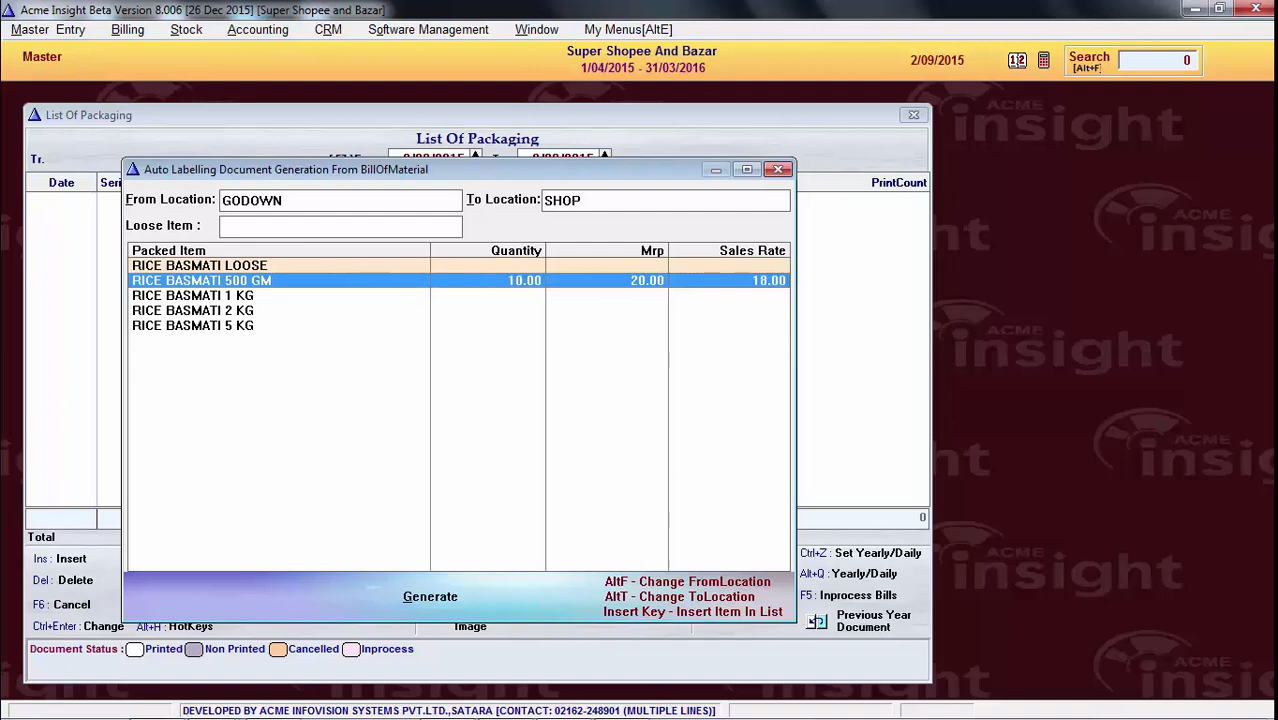 Acme Insight Beta Version 8.006 [26 Dec 2015] [Super Shopee and Bazar]
Master Entry Billing Stock Accounting CRM Software Management Window My Menus[AltE]
Master
Super Shopee And Bazar
1/04/2015 - 31/03/2016
2/09/2015
12
Search
[Alt+F]
0
List Of Packaging
List Of Packaging
Tr.
Date Seri PrintCount
Auto Labelling Document Generation From BillOfMaterial
From Location: GODOWN To Location: SHOP
Loose Item :
Packed Item Quantity Mrp Sales Rate
RICE BASMATI LOOSE
RICE BASMATI 500 GM 10.00 20.00 18.00
RICE BASMATI 1 KG
RICE BASMATI 2 KG
RICE BASMATI 5 KG
Generate
AltF - Change FromLocation
AltT - Change ToLocation
Insert Key - Insert Item In List
0
Total
Ins : Insert
Del : Delete
F6 : Cancel
Ctrl+Enter : Change Alt+H : HotKeys Image
Ctrl+Z : Set Yearly/Daily
Alt+Q : Yearly/Daily
F5 : Inprocess Bills
Previous Year
Document
Document Status : Printed Non Printed Cancelled Inprocess
DEVELOPED BY ACME INFOVISION SYSTEMS PVT.LTD.,SATARA [CONTACT: 02162-248901 (MULTIPLE LINES)]
ACME
insight
ACME
insight
ACME
insight